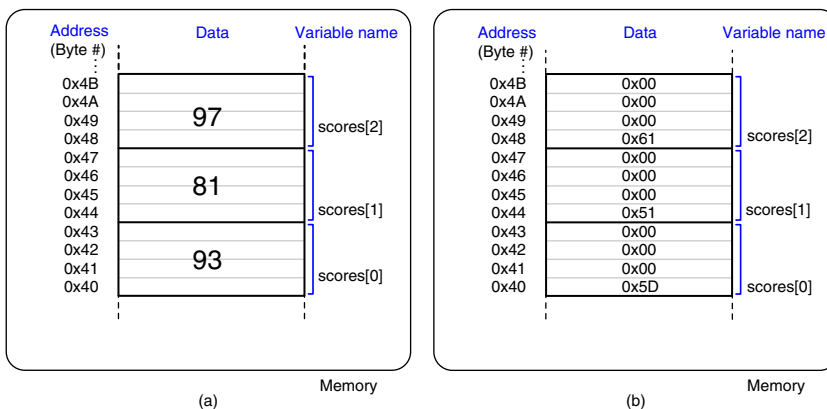 Address Data Variable name
(Byte #)
0x4B
0x4A
0x49 97
0x48 scores[2]
0x47
0x46 81
0x45
0x44 scores[1]
0x43
0x42 93
0x41 scores[0]
0x40
Memory
(a)
Address Data Variable name
(Byte #)
0x4B 0x00
0x4A 0x00
0x49 0x00
0x48 0x61 scores[2]
0x47 0x00
0x46 0x00
0x45 0x00
0x44 0x51 scores[1]
0x43 0x00
0x42 0x00
0x41 0x00
0x40 0x5D scores[0]
Memory
(b)